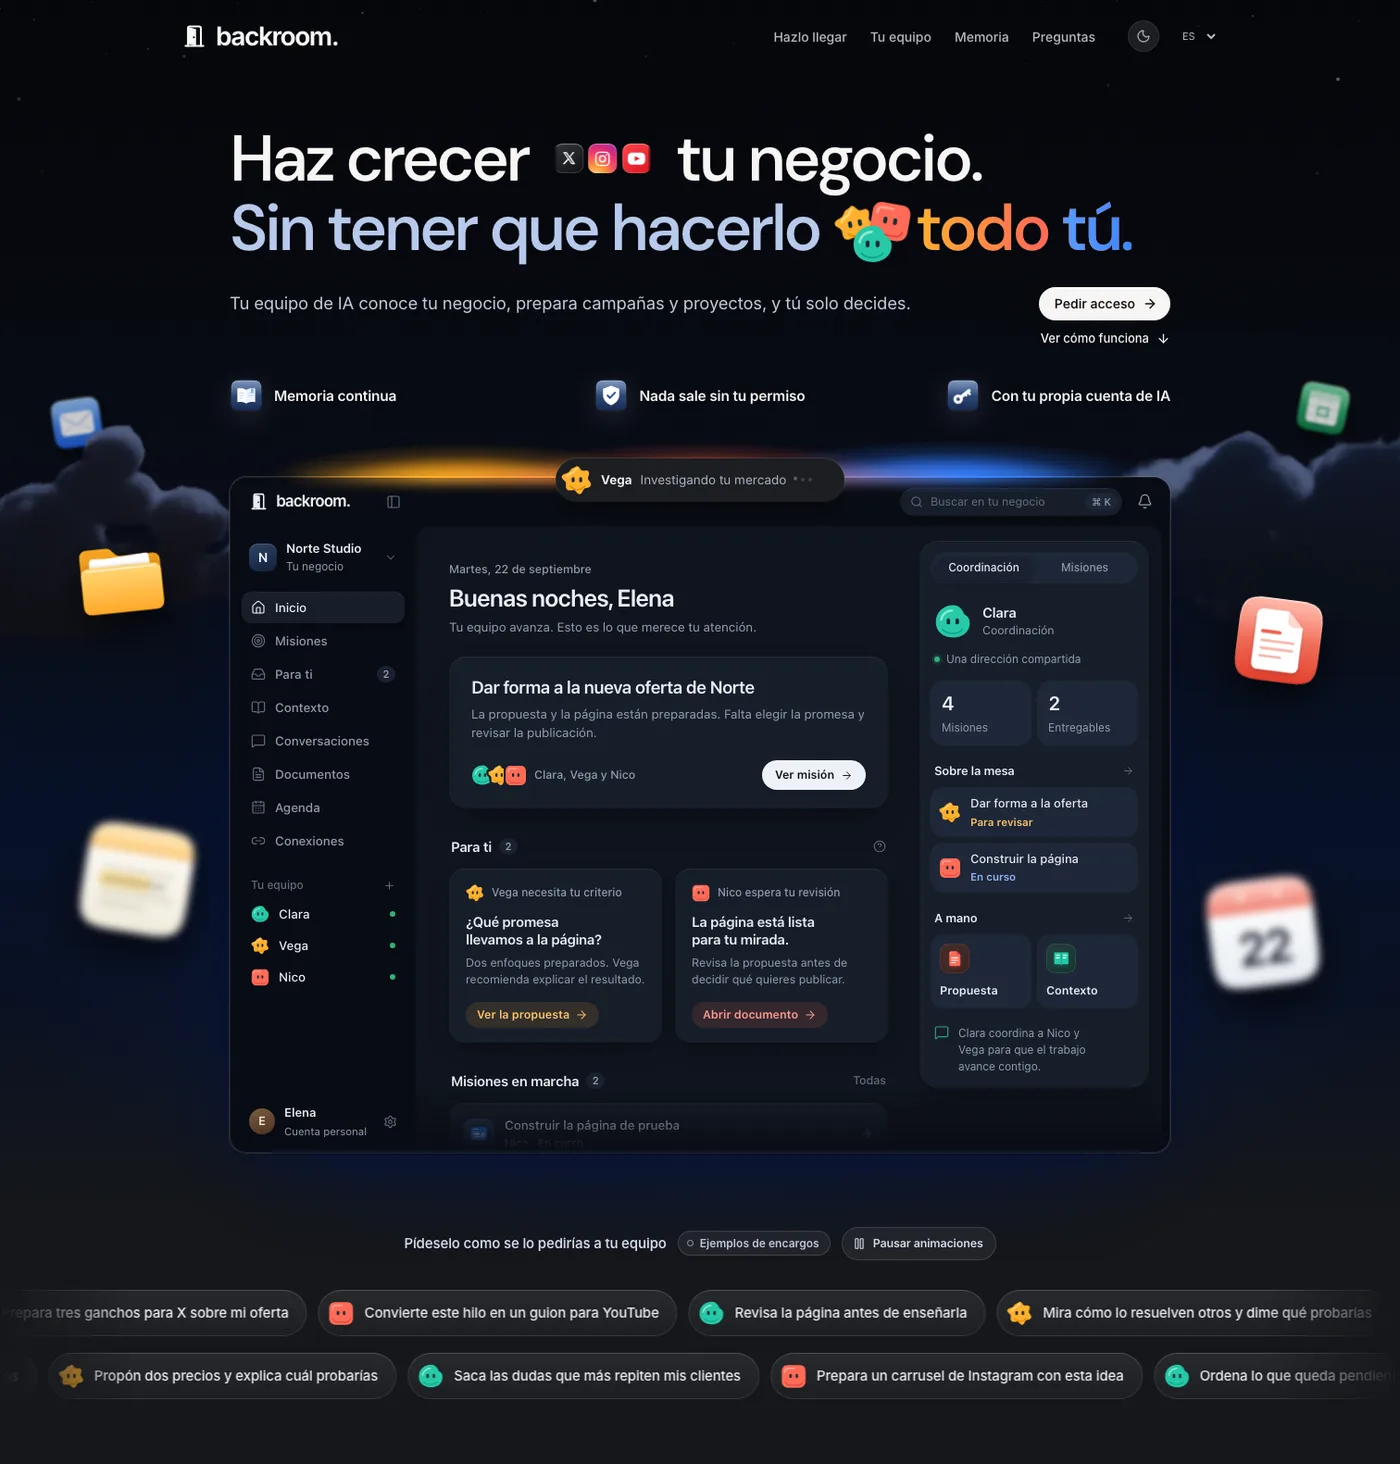 backroom.
Hazlo llegar
Tu equipo
Memoria
Preguntas
ES
Haz crecer tu negocio.
Sin tener que hacerlo todo tú.
Tu equipo de IA conoce tu negocio, prepara campañas y proyectos, y tú solo decides.
Pedir acceso
Ver cómo funciona
Memoria continua
Nada sale sin tu permiso
Con tu propia cuenta de IA
Vega Investigando tu mercado
backroom.
Buscar en tu negocio
⌘ K
N
Norte Studio
Tu negocio
Inicio
Misiones
Para ti 2
Contexto
Conversaciones
Documentos
Agenda
Conexiones
Tu equipo
Clara
Vega
Nico
E
Elena
Cuenta personal
Martes, 22 de septiembre
Buenas noches, Elena
Tu equipo avanza. Esto es lo que merece tu atención.
Dar forma a la nueva oferta de Norte
La propuesta y la página están preparadas. Falta elegir la promesa y
revisar la publicación.
Clara, Vega y Nico
Ver misión
Para ti 2
Vega necesita tu criterio
¿Qué promesa
llevamos a la página?
Dos enfoques preparados. Vega
recomienda explicar el resultado.
Ver la propuesta
Nico espera tu revisión
La página está lista
para tu mirada.
Revisa la propuesta antes de
decidir qué quieres publicar.
Abrir documento
Misiones en marcha 2
Todas
Construir la página de prueba
Nico · En curso
Coordinación
Misiones
Clara
Coordinación
Una dirección compartida
4
Misiones
2
Entregables
Sobre la mesa
Dar forma a la oferta
Para revisar
Construir la página
En curso
A mano
Propuesta
Contexto
Clara coordina a Nico y
Vega para que el trabajo
avance contigo.
22
Pídeselo como se lo pedirías a tu equipo
Ejemplos de encargos
Pausar animaciones
repara tres ganchos para X sobre mi oferta
Convierte este hilo en un guion para YouTube
Revisa la página antes de enseñarla
Mira cómo lo resuelven otros y dime qué probarías
Propón dos precios y explica cuál probarías
Saca las dudas que más repiten mis clientes
Prepara un carrusel de Instagram con esta idea
Ordena lo que queda pendien